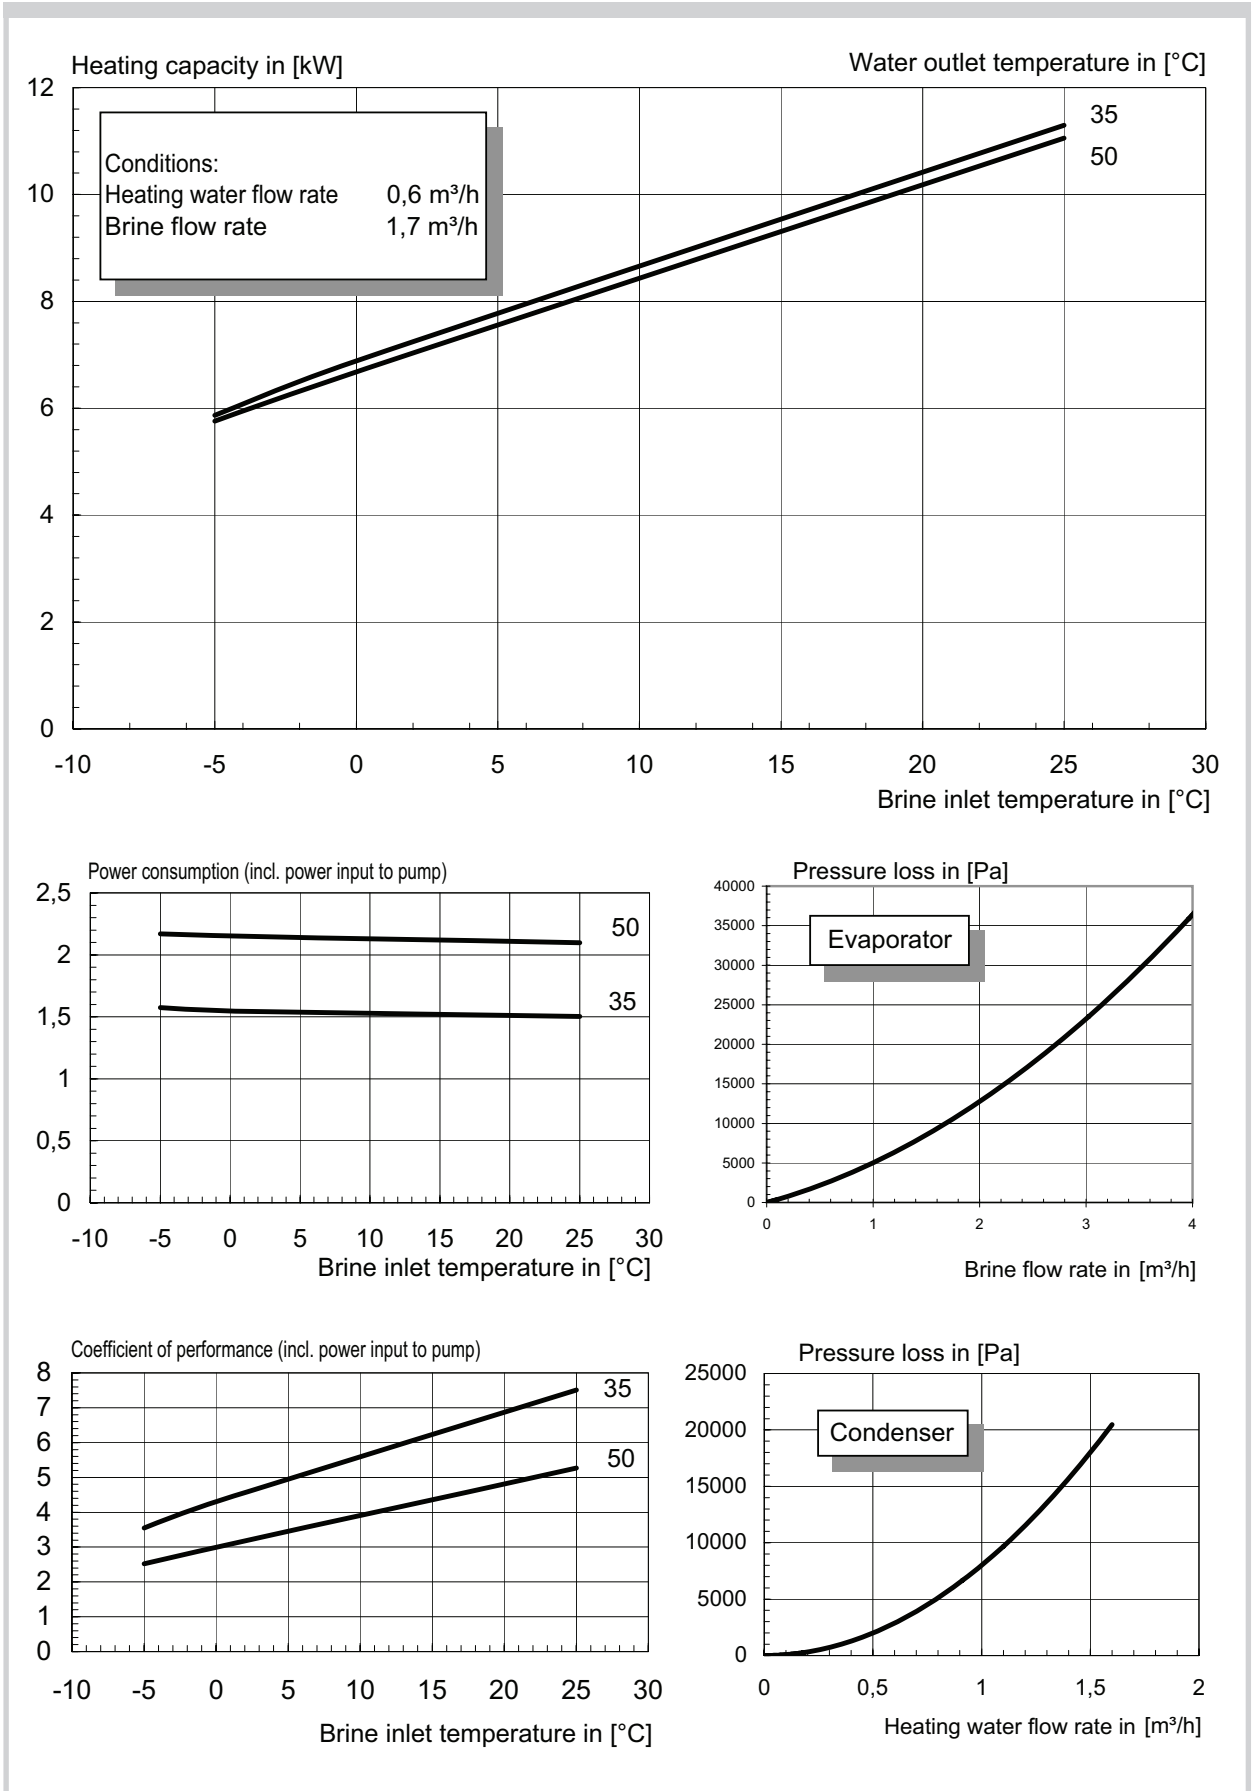 Heating capacity in [kW]
Water outlet temperature in [°C]
12
10
8
6
4
2
0
Conditions:
Heating water flow rate 0,6 m³/h
Brine flow rate 1,7 m³/h
35
50
-10 -5 0 5 10 15 20 25 30
Brine inlet temperature in [°C]
Power consumption (incl. power input to pump)
2,5
2
1,5
1
0,5
0
50
35
-10 -5 0 5 10 15 20 25 30
Brine inlet temperature in [°C]
Pressure loss in [Pa]
40000
35000
30000
25000
20000
15000
10000
5000
0
Evaporator
0 1 2 3 4
Brine flow rate in [m³/h]
Coefficient of performance (incl. power input to pump)
8
7
6
5
4
3
2
1
0
35
50
-10 -5 0 5 10 15 20 25 30
Brine inlet temperature in [°C]
Pressure loss in [Pa]
25000
20000
15000
10000
5000
0
Condenser
0 0,5 1 1,5 2
Heating water flow rate in [m³/h]